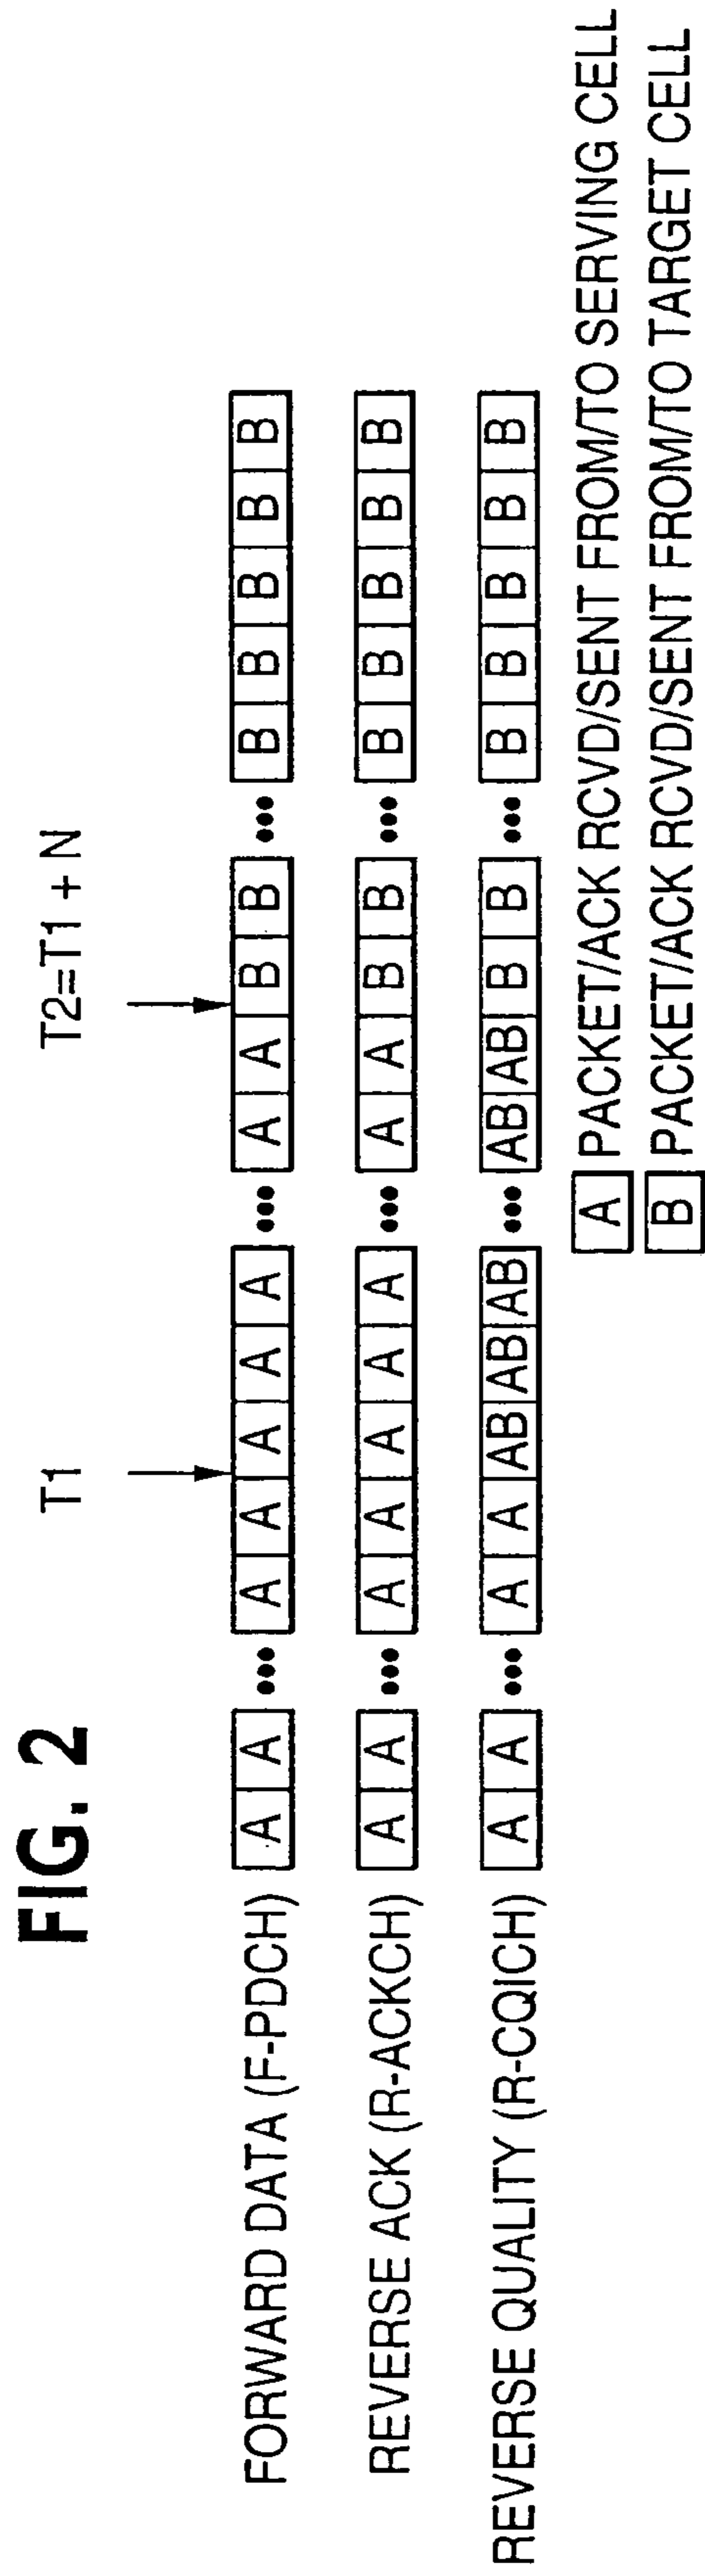 FIG. 2
T1 T2=T1 + N
FORWARD DATA (F-PDCH) A A ••• A A A A A ••• A A B B ••• B B B B B
REVERSE ACK (R-ACKCH) A A ••• A A A A A ••• A A B B ••• B B B B B
REVERSE QUALITY (R-CQICH) A A ••• A A AB AB AB ••• AB AB B B ••• B B B B B
A PACKET/ACK RCVD/SENT FROM/TO SERVING CELL
B PACKET/ACK RCVD/SENT FROM/TO TARGET CELL